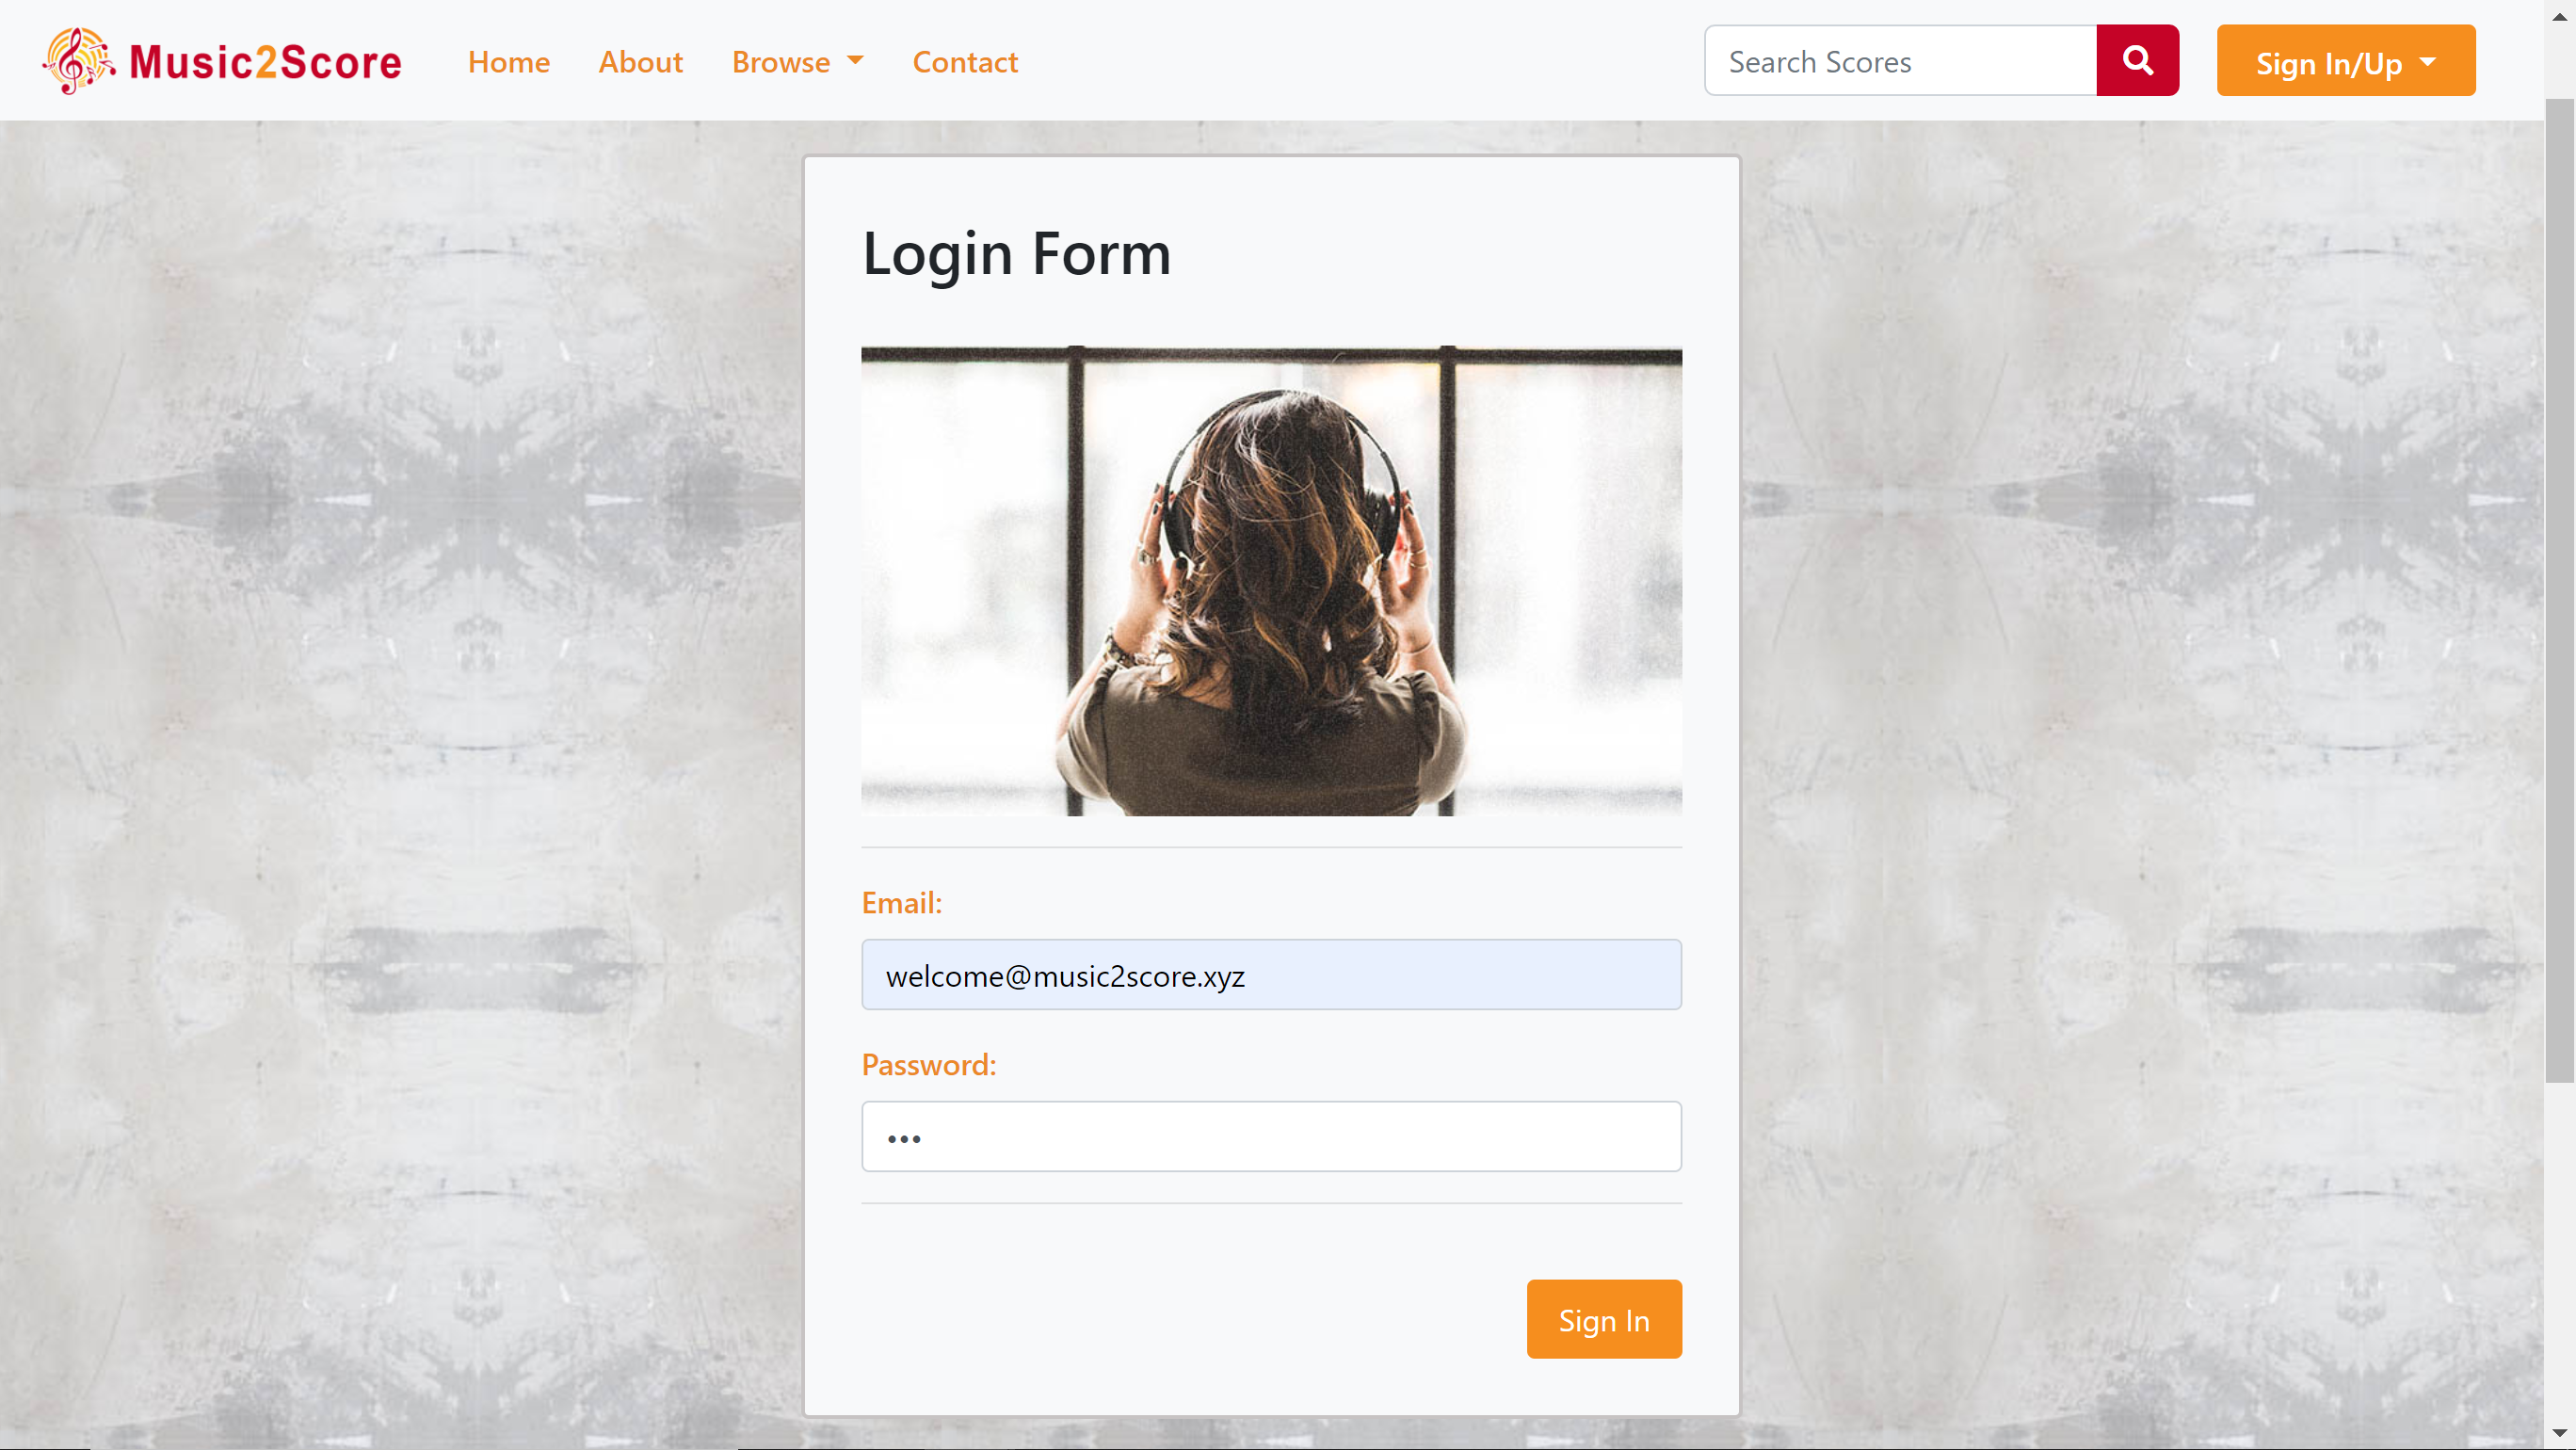 Music2Score
Home About Browse Contact
Search Scores
Sign In/Up
Login Form
Email:
welcome@music2score.xyz
Password:
•••
Sign In